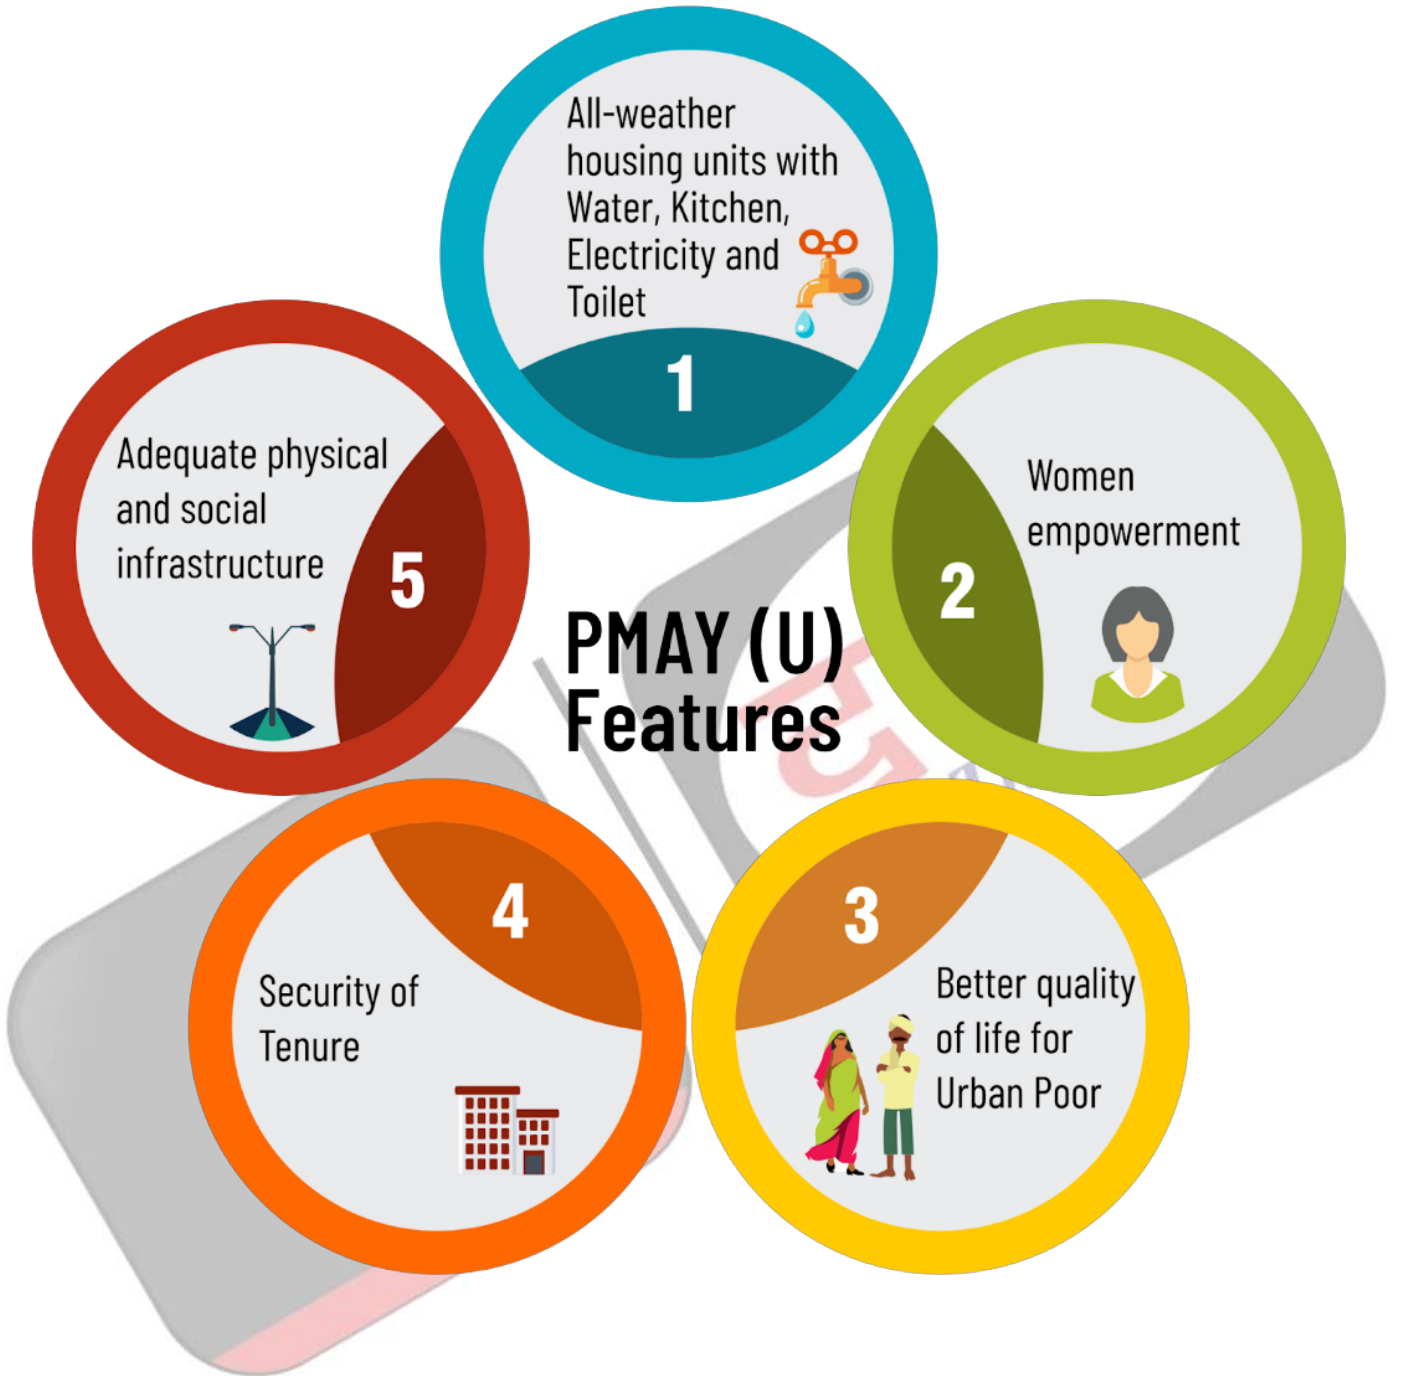 All-weather
housing units with
Water, Kitchen,
Electricity and
Toilet
1
Women
empowerment
2
3
Better quality
of life for
Urban Poor
4
Security of
Tenure
Adequate physical
and social
infrastructure
5
PMAY (U)
Features